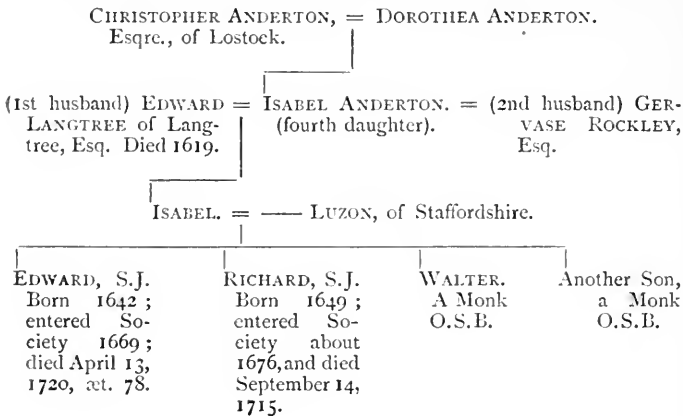 CHRISTOPHER ANDERTON, = DOROTHEA ANDERTON.
Esqre., of Lostock.
(1st husband) EDWARD = ISABEL ANDERTON. = (2nd husband) GER-
LANGTREE of Lang- (fourth daughter). VASE ROCKLEY,
tree, Esq. Died 1619. Esq.
ISABEL. = —— LUZON, of Staffordshire.
EDWARD, S.J.
Born 1642 ;
entered So-
ciety 1669 ;
died April 13,
1720, æt. 78.
RICHARD, S.J.
Born 1649 ;
entered So-
ciety about
1676, and died
September 14,
1715.
WALTER.
A Monk
O.S.B.
Another Son,
a Monk
O.S.B.